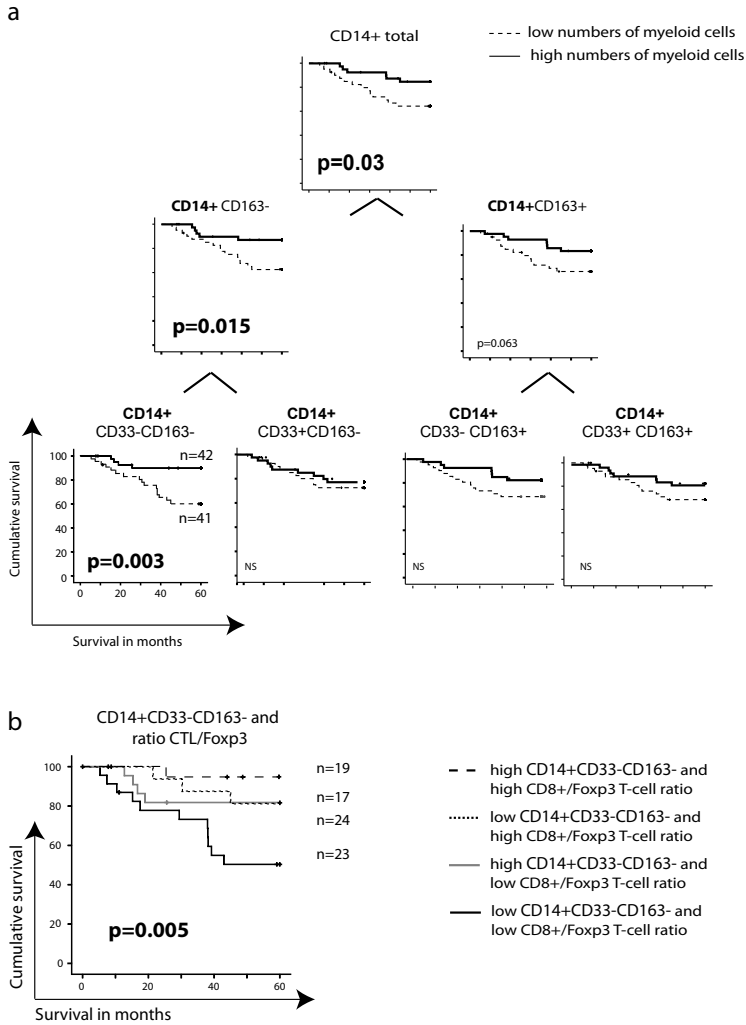 a
CD14+ total
low numbers of myeloid cells
high numbers of myeloid cells
p=0.03
CD14+ CD163-
p=0.015
CD14+CD163+
p=0.063
CD14+
CD33-CD163-
100
80
60
40
20
0
n=42
n=41
p=0.003
0 20 40 60
Cumulative survival
Survival in months
CD14+
CD33+CD163-
NS
CD14+
CD33- CD163+
NS
CD14+
CD33+ CD163+
NS
b
CD14+CD33-CD163- and
ratio CTL/Foxp3
100
80
60
40
20
0
n=19
n=17
n=24
n=23
p=0.005
0 20 40 60
Cumulative survival
Survival in months
high CD14+CD33-CD163- and
high CD8+/Foxp3 T-cell ratio
low CD14+CD33-CD163- and
high CD8+/Foxp3 T-cell ratio
high CD14+CD33-CD163- and
low CD8+/Foxp3 T-cell ratio
low CD14+CD33-CD163- and
low CD8+/Foxp3 T-cell ratio